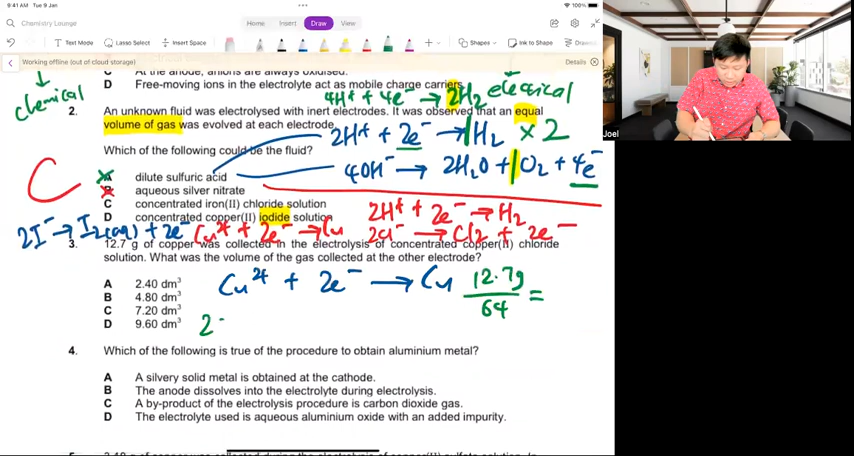 9:41 AM Tue 9 Jan
100%
Chemistry Lounge
Home Insert Draw View
Text Mode Lasso Select Insert Space Shapes Ink to Shape
Working offline (out of cloud storage) Details
C At the anode, anions are always oxidised.
D Free-moving ions in the electrolyte act as mobile charge carriers
chemical
4H+ + 4e- → 2H2
electrical
2. An unknown fluid was electrolysed with inert electrodes. It was observed that an equal
volume of gas was evolved at each electrode.
2H+ + 2e- → 1H2 × 2
Which of the following could be the fluid?
4OH- → 2H2O + 1O2 + 4e-
C
dilute sulfuric acid
aqueous silver nitrate
C concentrated iron(II) chloride solution
D concentrated copper(II) iodide solution
2H+ + 2e- → H2
2I- → I2(aq) + 2e-
Cu2+ + 2e- → Cu
2Cl- → Cl2 + 2e-
3. 12.7 g of copper was collected in the electrolysis of concentrated copper(II) chloride
solution. What was the volume of the gas collected at the other electrode?
A 2.40 dm3
B 4.80 dm3
C 7.20 dm3
D 9.60 dm3
Cu2+ + 2e- → Cu
12.7g
64 =
4. Which of the following is true of the procedure to obtain aluminium metal?
A A silvery solid metal is obtained at the cathode.
B The anode dissolves into the electrolyte during electrolysis.
C A by-product of the electrolysis procedure is carbon dioxide gas.
D The electrolyte used is aqueous aluminium oxide with an added impurity.
Joel